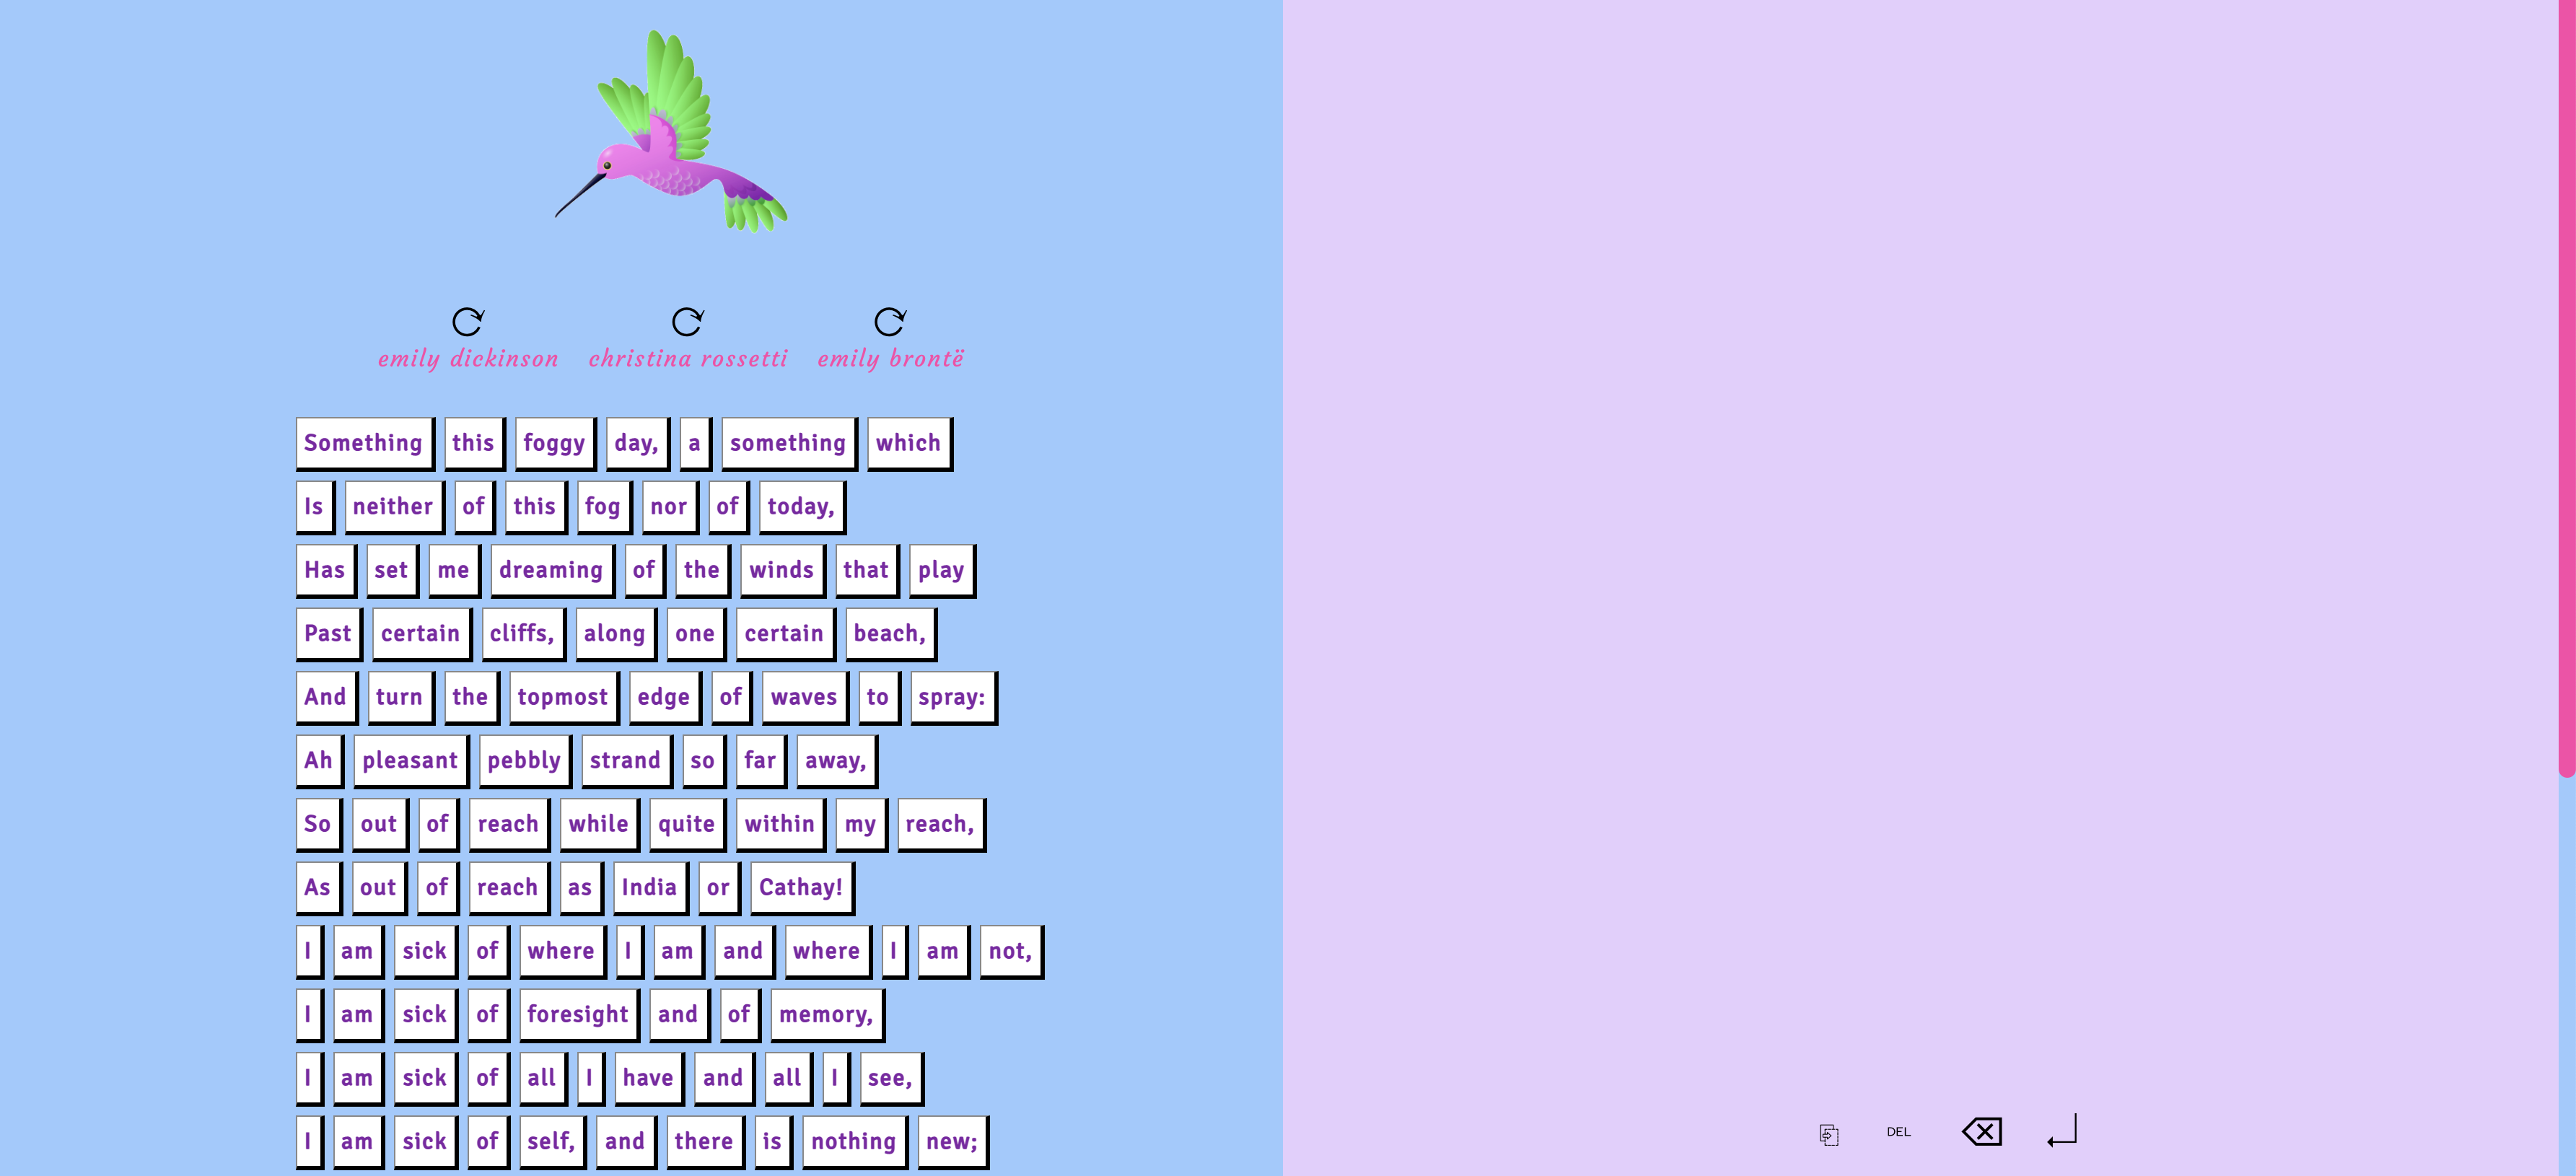 emily dickinson christina rossetti emily brontë
Something this foggy day, a something which
Is neither of this fog nor of today,
Has set me dreaming of the winds that play
Past certain cliffs, along one certain beach,
And turn the topmost edge of waves to spray:
Ah pleasant pebbly strand so far away,
So out of reach while quite within my reach,
As out of reach as India or Cathay!
I am sick of where I am and where I am not,
I am sick of foresight and of memory,
I am sick of all I have and all I see,
I am sick of self, and there is nothing new;
DEL